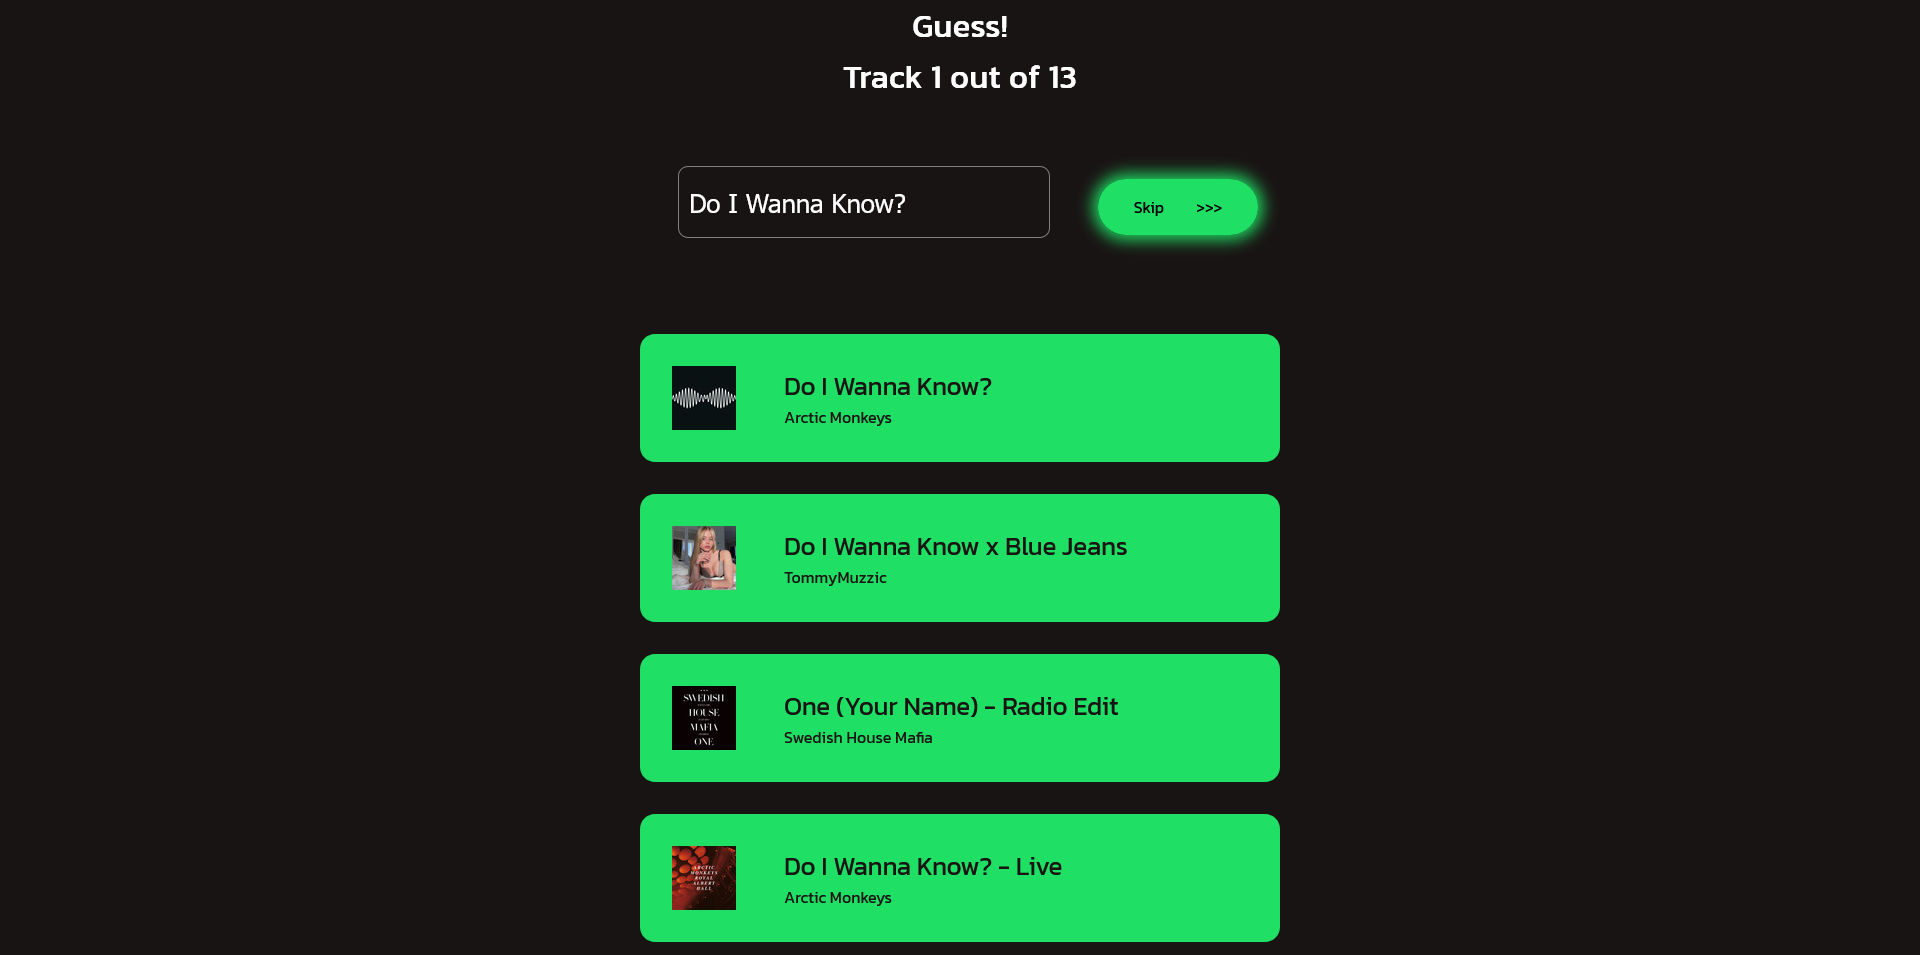 Guess!
Track 1 out of 13
Do I Wanna Know?
Skip >>>
Do I Wanna Know?
Arctic Monkeys
Do I Wanna Know x Blue Jeans
TommyMuzzic
SWEDISH
HOUSE
MAFIA
ONE
One (Your Name) - Radio Edit
Swedish House Mafia
ARCTIC
MONKEYS
ROYAL
ALBERT
HALL
Do I Wanna Know? - Live
Arctic Monkeys